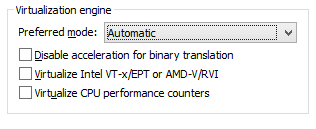 Virtualization engine
Preferred mode: Automatic
Disable acceleration for binary translation
Virtualize Intel VT-x/EPT or AMD-V/RVI
Virtualize CPU performance counters